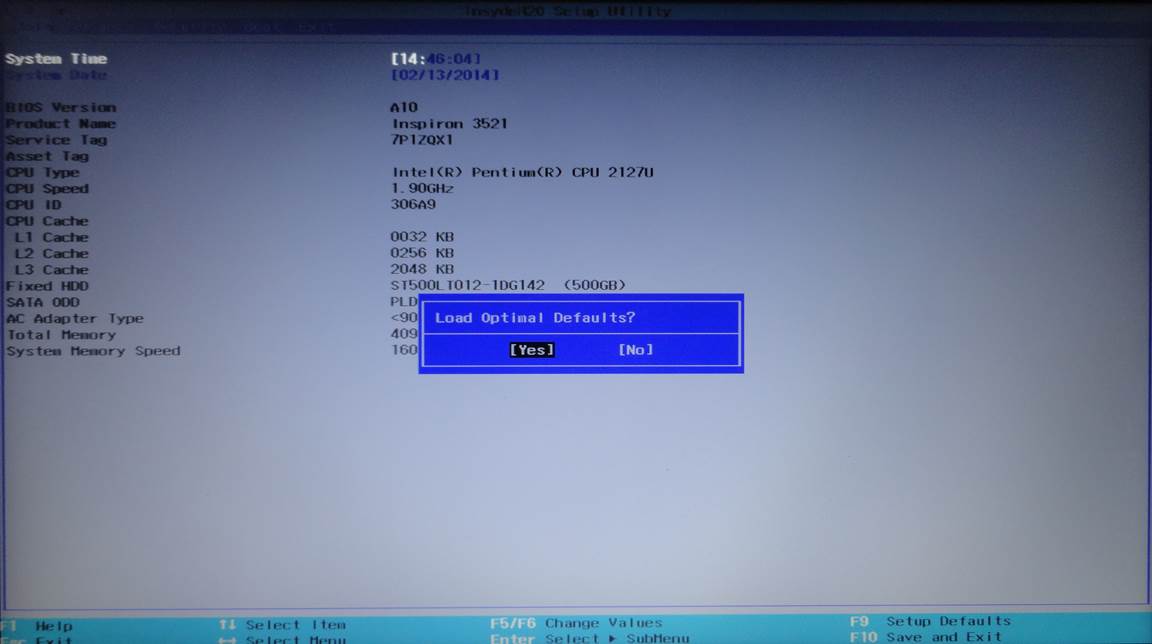 InsydeH20 Setup Utility
System Time [14:46:04]
System Date [02/13/2014]
BIOS Version A10
Product Name Inspiron 3521
Service Tag 7P1ZQX1
Asset Tag
CPU Type Intel(R) Pentium(R) CPU 2127U
CPU Speed 1.90GHz
CPU ID 306A9
CPU Cache
L1 Cache 0032 KB
L2 Cache 0256 KB
L3 Cache 2048 KB
Fixed HDD ST500LT012-1DG142 (500GB)
SATA ODD PLD
AC Adapter Type <90
Total Memory 409
System Memory Speed 160
Load Optimal Defaults?
[Yes] [No]
F1 Help ↑↓ Select Item F5/F6 Change Values F9 Setup Defaults
Esc Exit ↔ Select Menu Enter Select ▶ SubMenu F10 Save and Exit